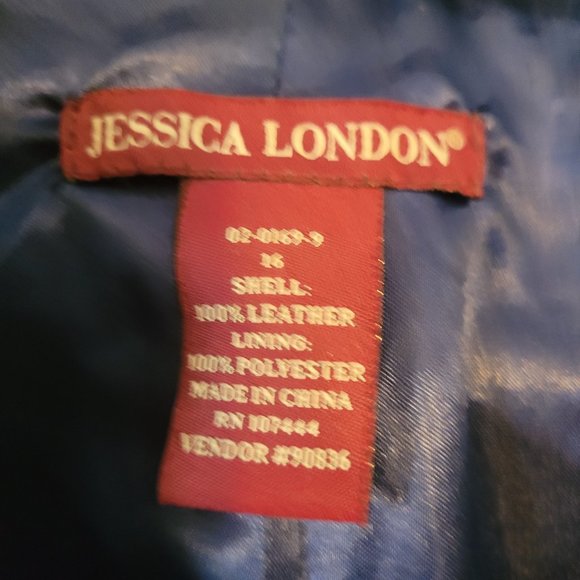 JESSICA LONDON®
02-0169-9
16
SHELL:
100% LEATHER
LINING:
100% POLYESTER
MADE IN CHINA
RN 107444
VENDOR #90836